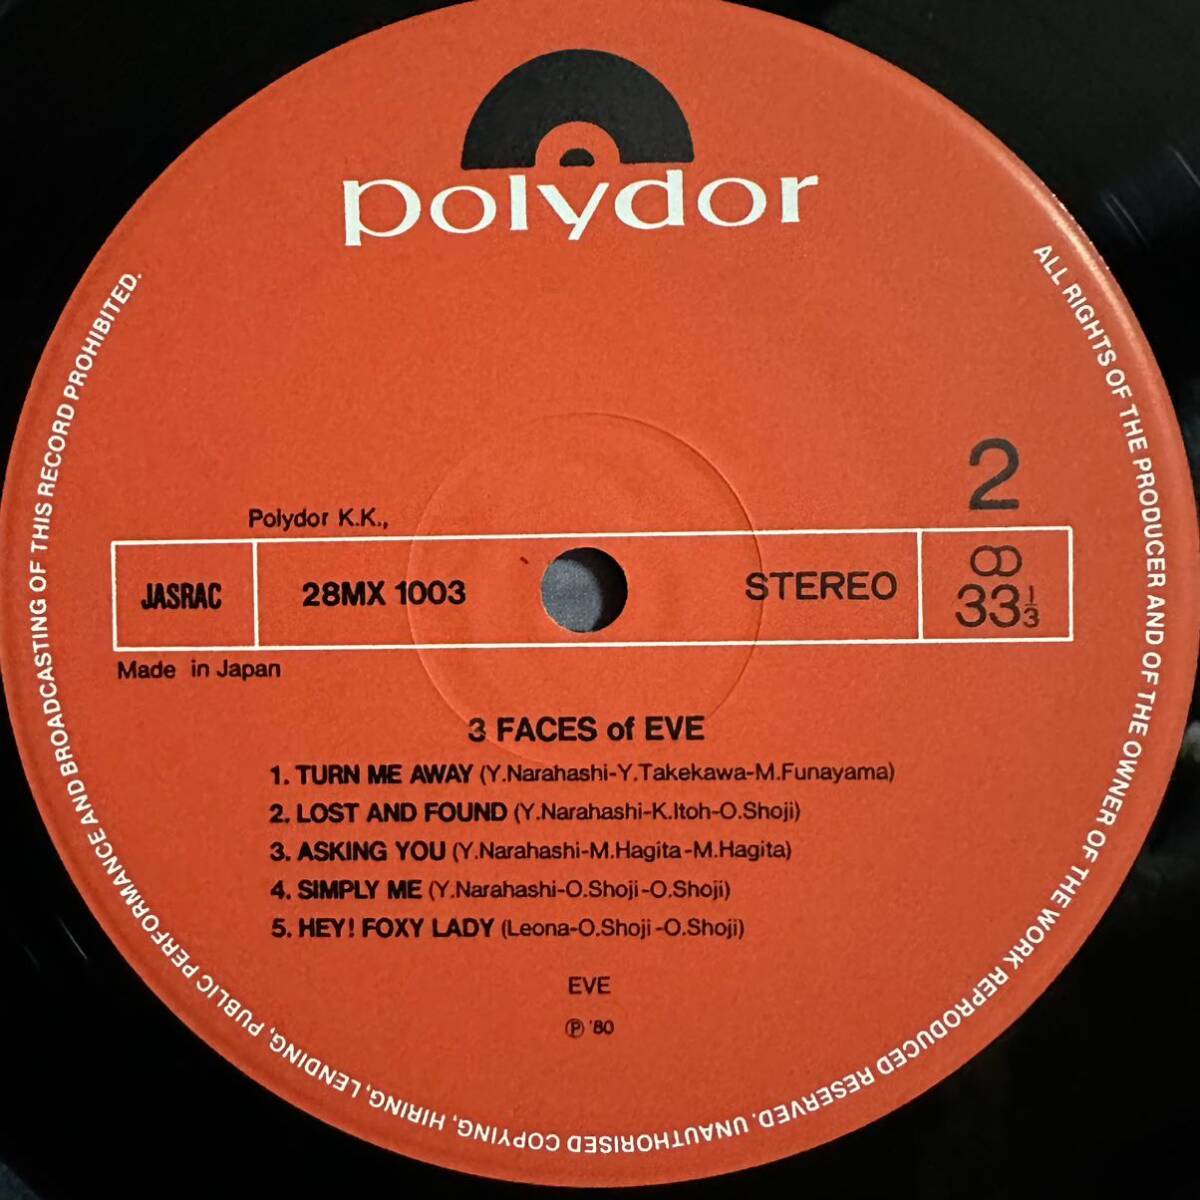 polydor
2
Polydor K.K.,
JASRAC
28MX 1003
STEREO
33 1/3
Made in Japan
3 FACES of EVE
1. TURN ME AWAY (Y.Narahashi-Y.Takekawa-M.Funayama)
2. LOST AND FOUND (Y.Narahashi-K.Itoh-O.Shoji)
3. ASKING YOU (Y.Narahashi-M.Hagita-M.Hagita)
4. SIMPLY ME (Y.Narahashi-O.Shoji-O.Shoji)
5. HEY! FOXY LADY (Leona-O.Shoji-O.Shoji)
EVE
Ⓟ '80
ALL RIGHTS OF THE PRODUCER AND OF THE OWNER OF THE WORK REPRODUCED RESERVED. UNAUTHORISED COPYING, HIRING, LENDING, PUBLIC PERFORMANCE AND BROADCASTING OF THIS RECORD PROHIBITED.